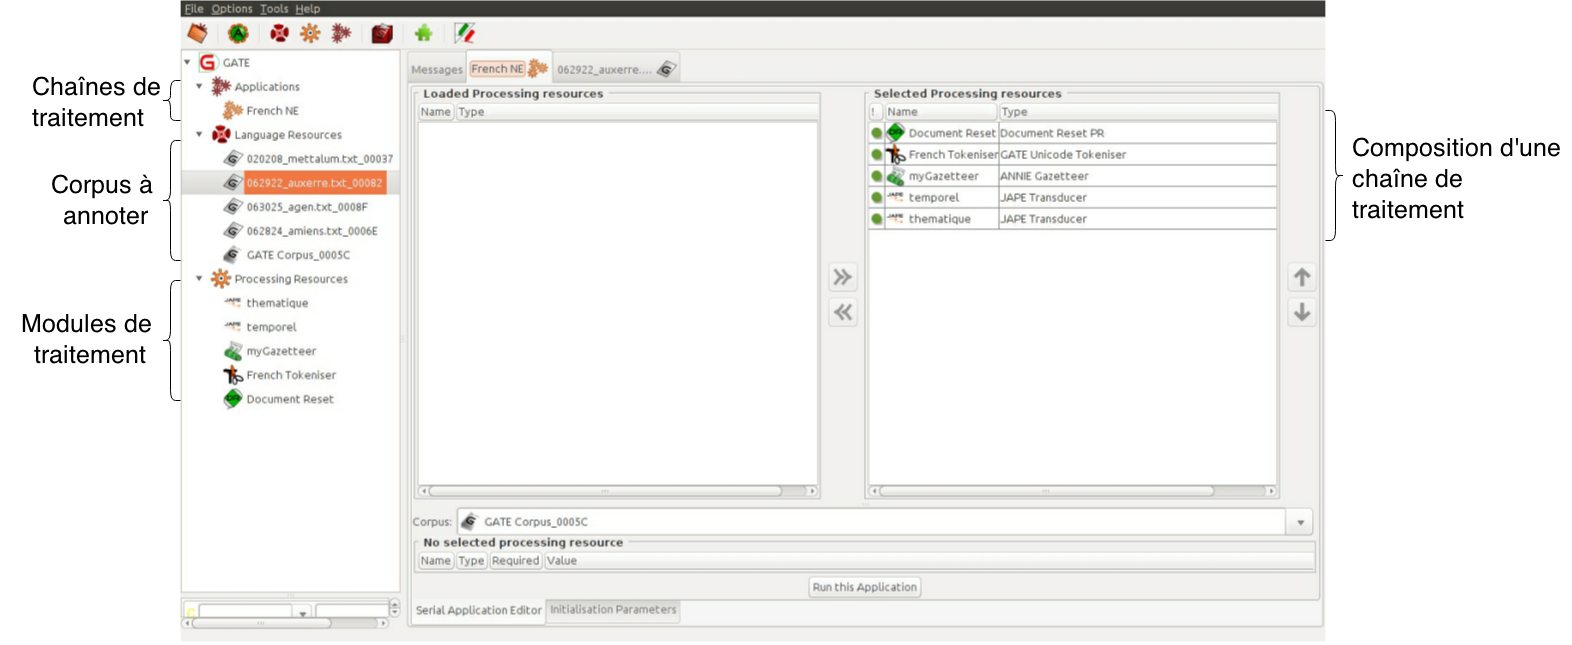 File Options Tools Help
GATE
Applications
French NE
Language Resources
020208_mettalum.txt_00037
062922_auxerre.txt_00082
063025_agen.txt_0008F
062824_amiens.txt_0006E
GATE Corpus_0005C
Processing Resources
thematique
temporel
myGazetteer
French Tokeniser
Document Reset
Chaînes de
traitement
Corpus à
annoter
Modules de
traitement
Messages French NE 062922_auxerre....
Loaded Processing resources
Name Type
Selected Processing resources
! Name Type
Document Reset Document Reset PR
French Tokeniser GATE Unicode Tokeniser
myGazetteer ANNIE Gazetteer
temporel JAPE Transducer
thematique JAPE Transducer
Corpus: GATE Corpus_0005C
No selected processing resource
Name Type Required Value
Run this Application
Serial Application Editor Initialisation Parameters
Composition d'une
chaîne de
traitement